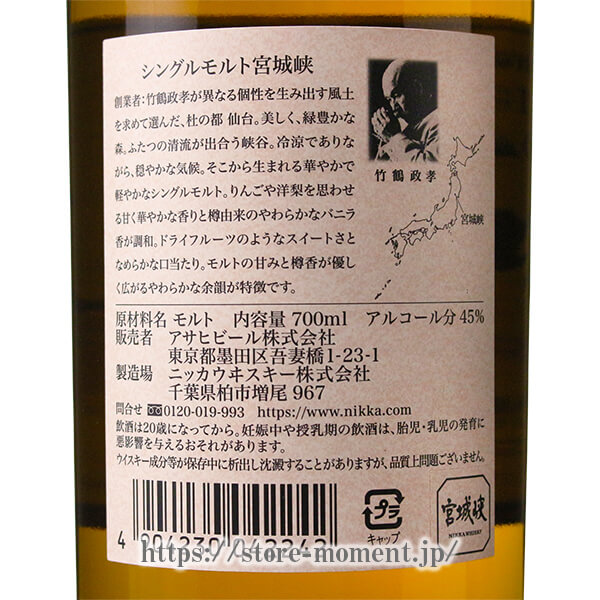 シングルモルト宮城峡
創業者:竹鶴政孝が異なる個性を生み出す風土
を求めて選んだ、杜の都 仙台。美しく、緑豊かな
森。ふたつの清流が出合う峡谷。冷涼でありな
がら、穏やかな気候。そこから生まれる華やかで
軽やかなシングルモルト。りんごや洋梨を思わせ
る甘く華やかな香りと樽由来のやわらかなバニラ
香が調和。ドライフルーツのようなスイートさと
なめらかな口当たり。モルトの甘みと樽香が優し
く広がるやわらかな余韻が特徴です。
竹鶴政孝
宮城峡
原材料名 モルト 内容量 700ml アルコール分 45%
販売者 アサヒビール株式会社
東京都墨田区吾妻橋1-23-1
製造場 ニッカウヰスキー株式会社
千葉県柏市増尾 967
問合せ 0120-019-993 https://www.nikka.com
飲酒は20歳になってから。妊娠中や授乳期の飲酒は、胎児・乳児の発育に
悪影響を与えるおそれがあります。
ウイスキー成分等が保存中に析出し沈澱することがありますが、品質上問題ございません。
プラ
キャップ
宮城峡
NIKKA WHISKY
https://store-moment.jp/